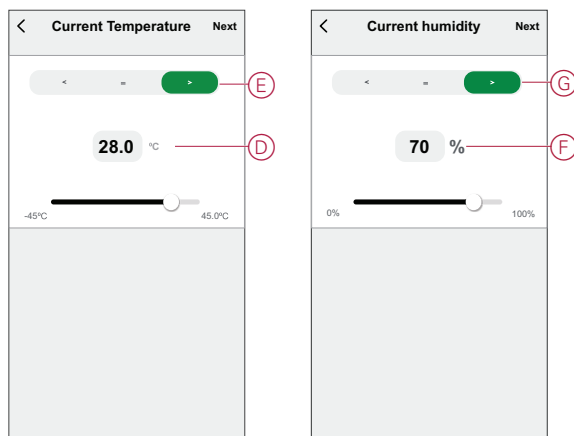 Current Temperature Next
< = > E
28.0 °C D
-45°C 45.0°C
Current humidity Next
< = > G
70 % F
0% 100%